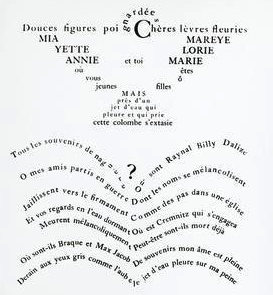 Douces figures poignardées Chères lèvres fleuries
MIA MAREYE
YETTE LORIE
ANNIE et toi MARIE
où êtes
vous ô
jeunes filles
MAIS
près d'un
jet d'eau qui
pleure et qui prie
cette colombe s'extasie
Tous les souvenirs de naguère
O mes amis partis en guerre
Jaillissent vers le firmament
Et vos regards en l'eau dormant
Meurent mélancoliquement
Où sont-ils Braque et Max Jacob
Derain aux yeux gris comme l'aube
?
où sont Raynal Billy Dalize
Dont les noms se mélancolisent
Comme des pas dans une église
Où est Cremnitz qui s'engagea
Peut-être sont-ils morts déjà
De souvenirs mon âme est pleine
Le jet d'eau pleure sur ma peine